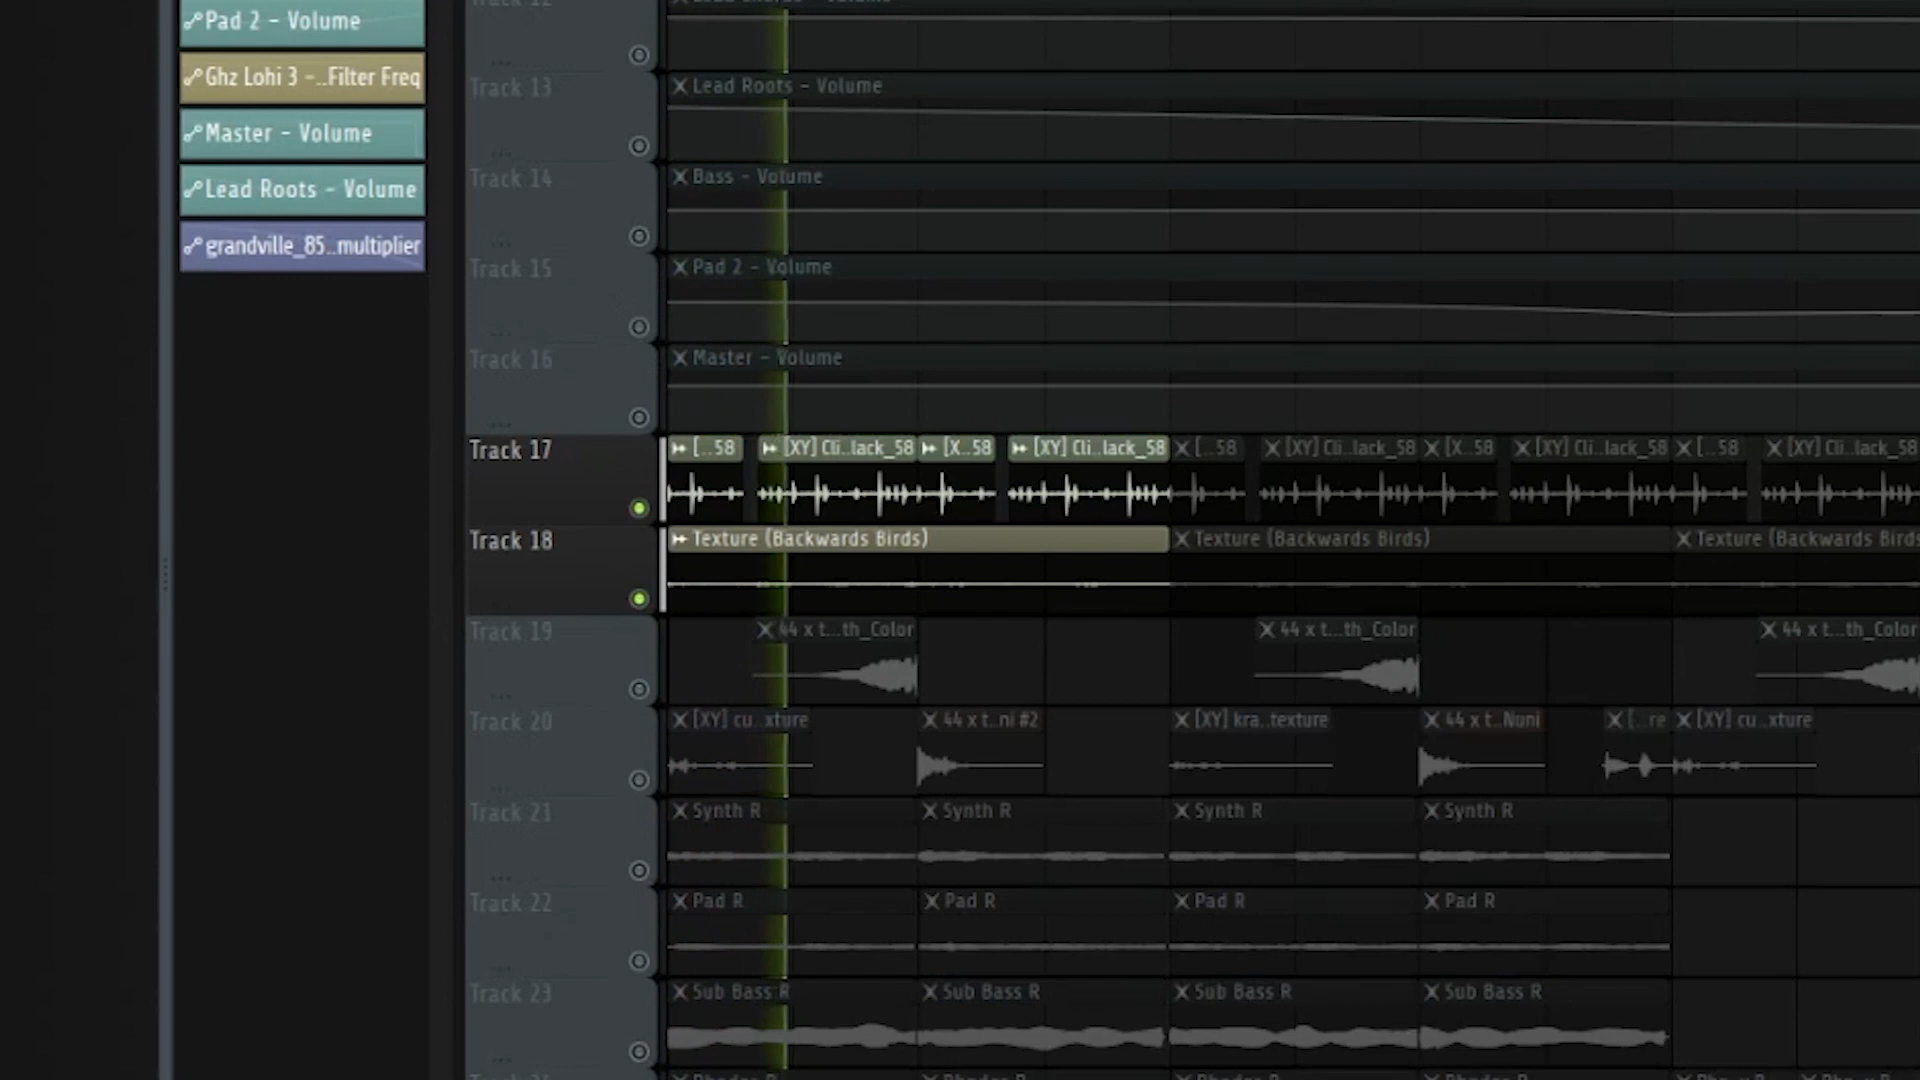 Pad 2 - Volume
Ghz Lohi 3 -..Filter Freq
Master - Volume
Lead Roots - Volume
grandville_85..multiplier
Track 12
Track 13
Lead Roots - Volume
Track 14
Bass - Volume
Track 15
Pad 2 - Volume
Track 16
Master - Volume
Track 17
[..58
[XY] Cli..lack_58
[X..58
[XY] Cli..lack_58
[..58
[XY] Cli..lack_58
[X..58
[XY] Cli..lack_58
[..58
[XY] Cli..lack_58
Track 18
Texture (Backwards Birds)
Texture (Backwards Birds)
Texture (Backwards Birds
Track 19
44 x t...th_Color
44 x t...th_Color
44 x t...th_Color
Track 20
[XY] cu..xture
44 x t..ni #2
[XY] kra..texture
44 x t..Nuni
[..re
[XY] cu..xture
Track 21
Synth R
Synth R
Synth R
Synth R
Track 22
Pad R
Pad R
Pad R
Pad R
Track 23
Sub Bass R
Sub Bass R
Sub Bass R
Sub Bass R